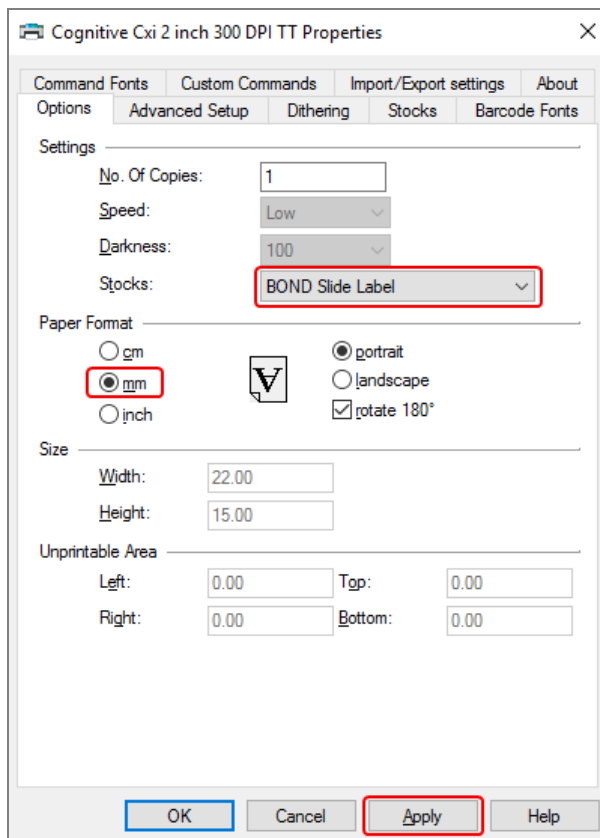 Cognitive Cxi 2 inch 300 DPI TT Properties
Command Fonts Custom Commands Import/Export settings About
Options Advanced Setup Dithering Stocks Barcode Fonts
Settings
No. Of Copies: 1
Speed: Low
Darkness: 100
Stocks: BOND Slide Label
Paper Format
cm portrait
mm A landscape
inch rotate 180°
Size
Width: 22.00
Height: 15.00
Unprintable Area
Left: 0.00 Top: 0.00
Right: 0.00 Bottom: 0.00
OK Cancel Apply Help